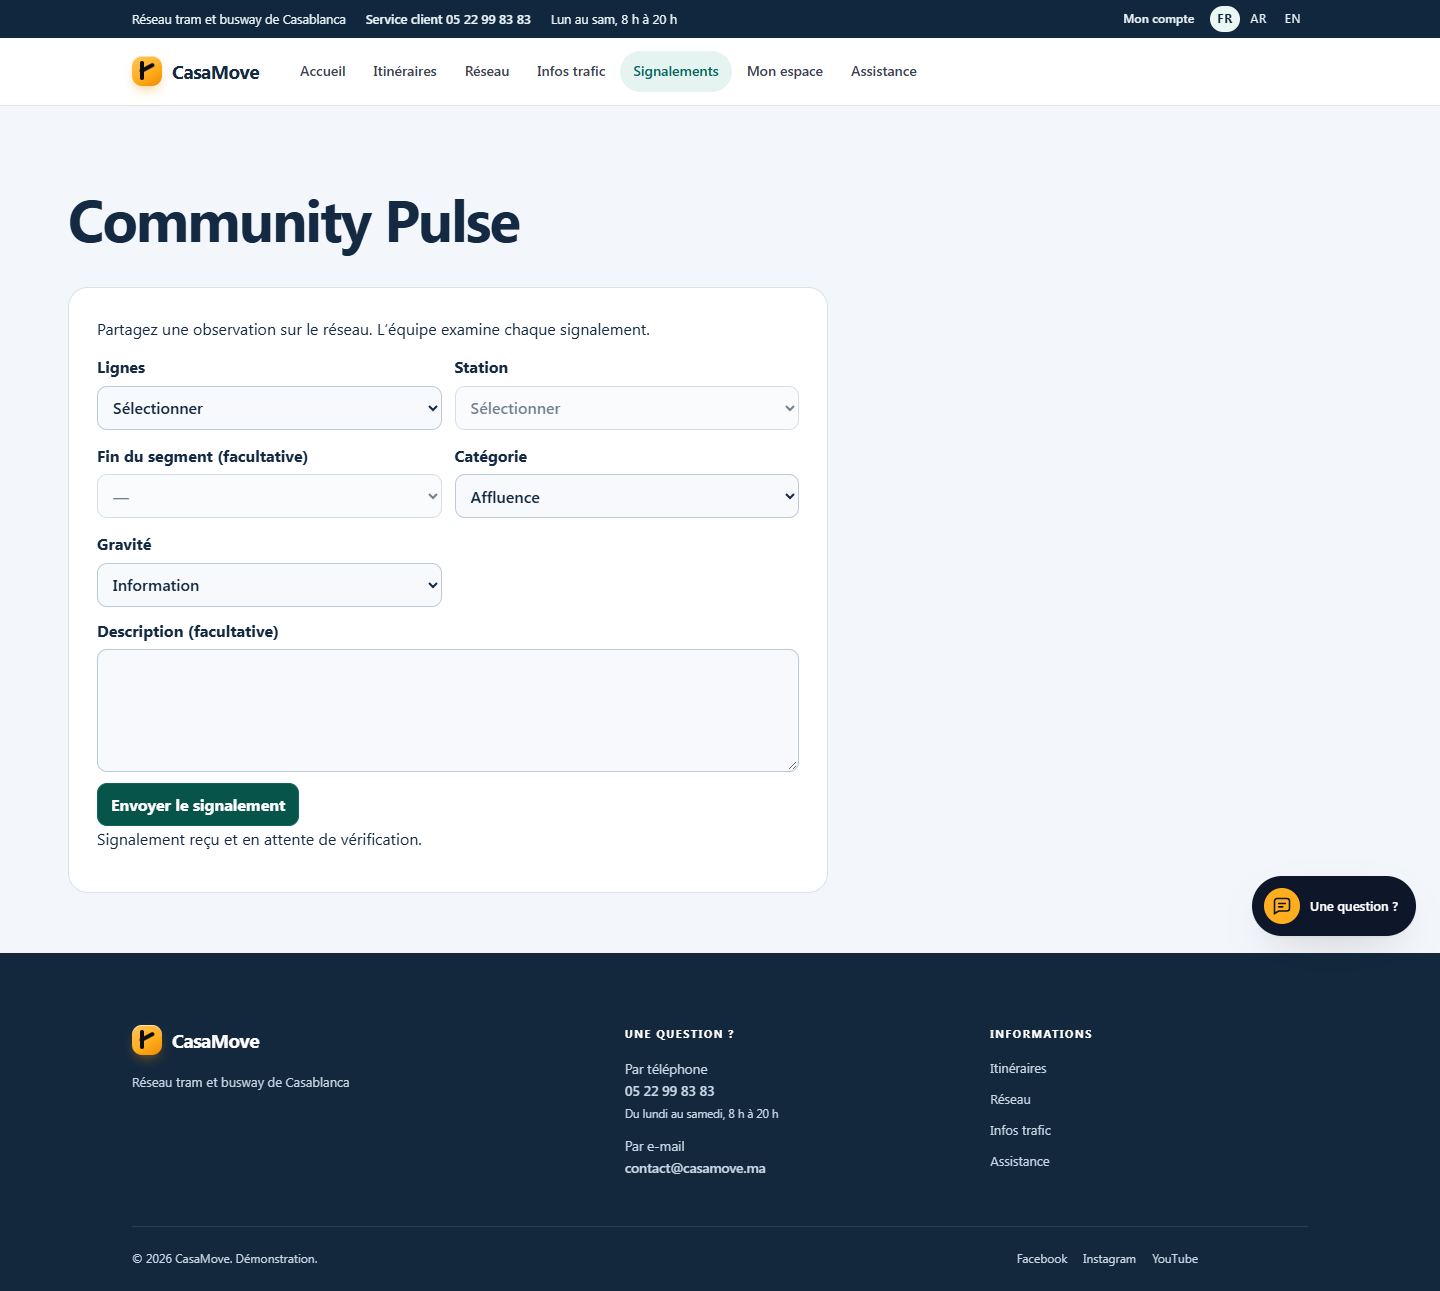 Réseau tram et busway de Casablanca Service client 05 22 99 83 83 Lun au sam, 8 h à 20 h Mon compte FR AR EN
CasaMove Accueil Itinéraires Réseau Infos trafic Signalements Mon espace Assistance
Community Pulse
Partagez une observation sur le réseau. L’équipe examine chaque signalement.
Lignes Station
Sélectionner Sélectionner
Fin du segment (facultative) Catégorie
— Affluence
Gravité
Information
Description (facultative)
Envoyer le signalement
Signalement reçu et en attente de vérification.
Une question ?
CasaMove
Réseau tram et busway de Casablanca
UNE QUESTION ?
Par téléphone
05 22 99 83 83
Du lundi au samedi, 8 h à 20 h
Par e-mail
contact@casamove.ma
INFORMATIONS
Itinéraires
Réseau
Infos trafic
Assistance
© 2026 CasaMove. Démonstration. Facebook Instagram YouTube